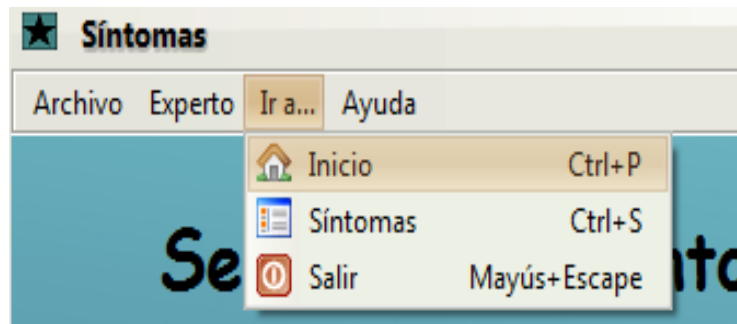 Síntomas
Archivo Experto Ir a... Ayuda
Inicio Ctrl+P
Síntomas Ctrl+S
Salir Mayús+Escape